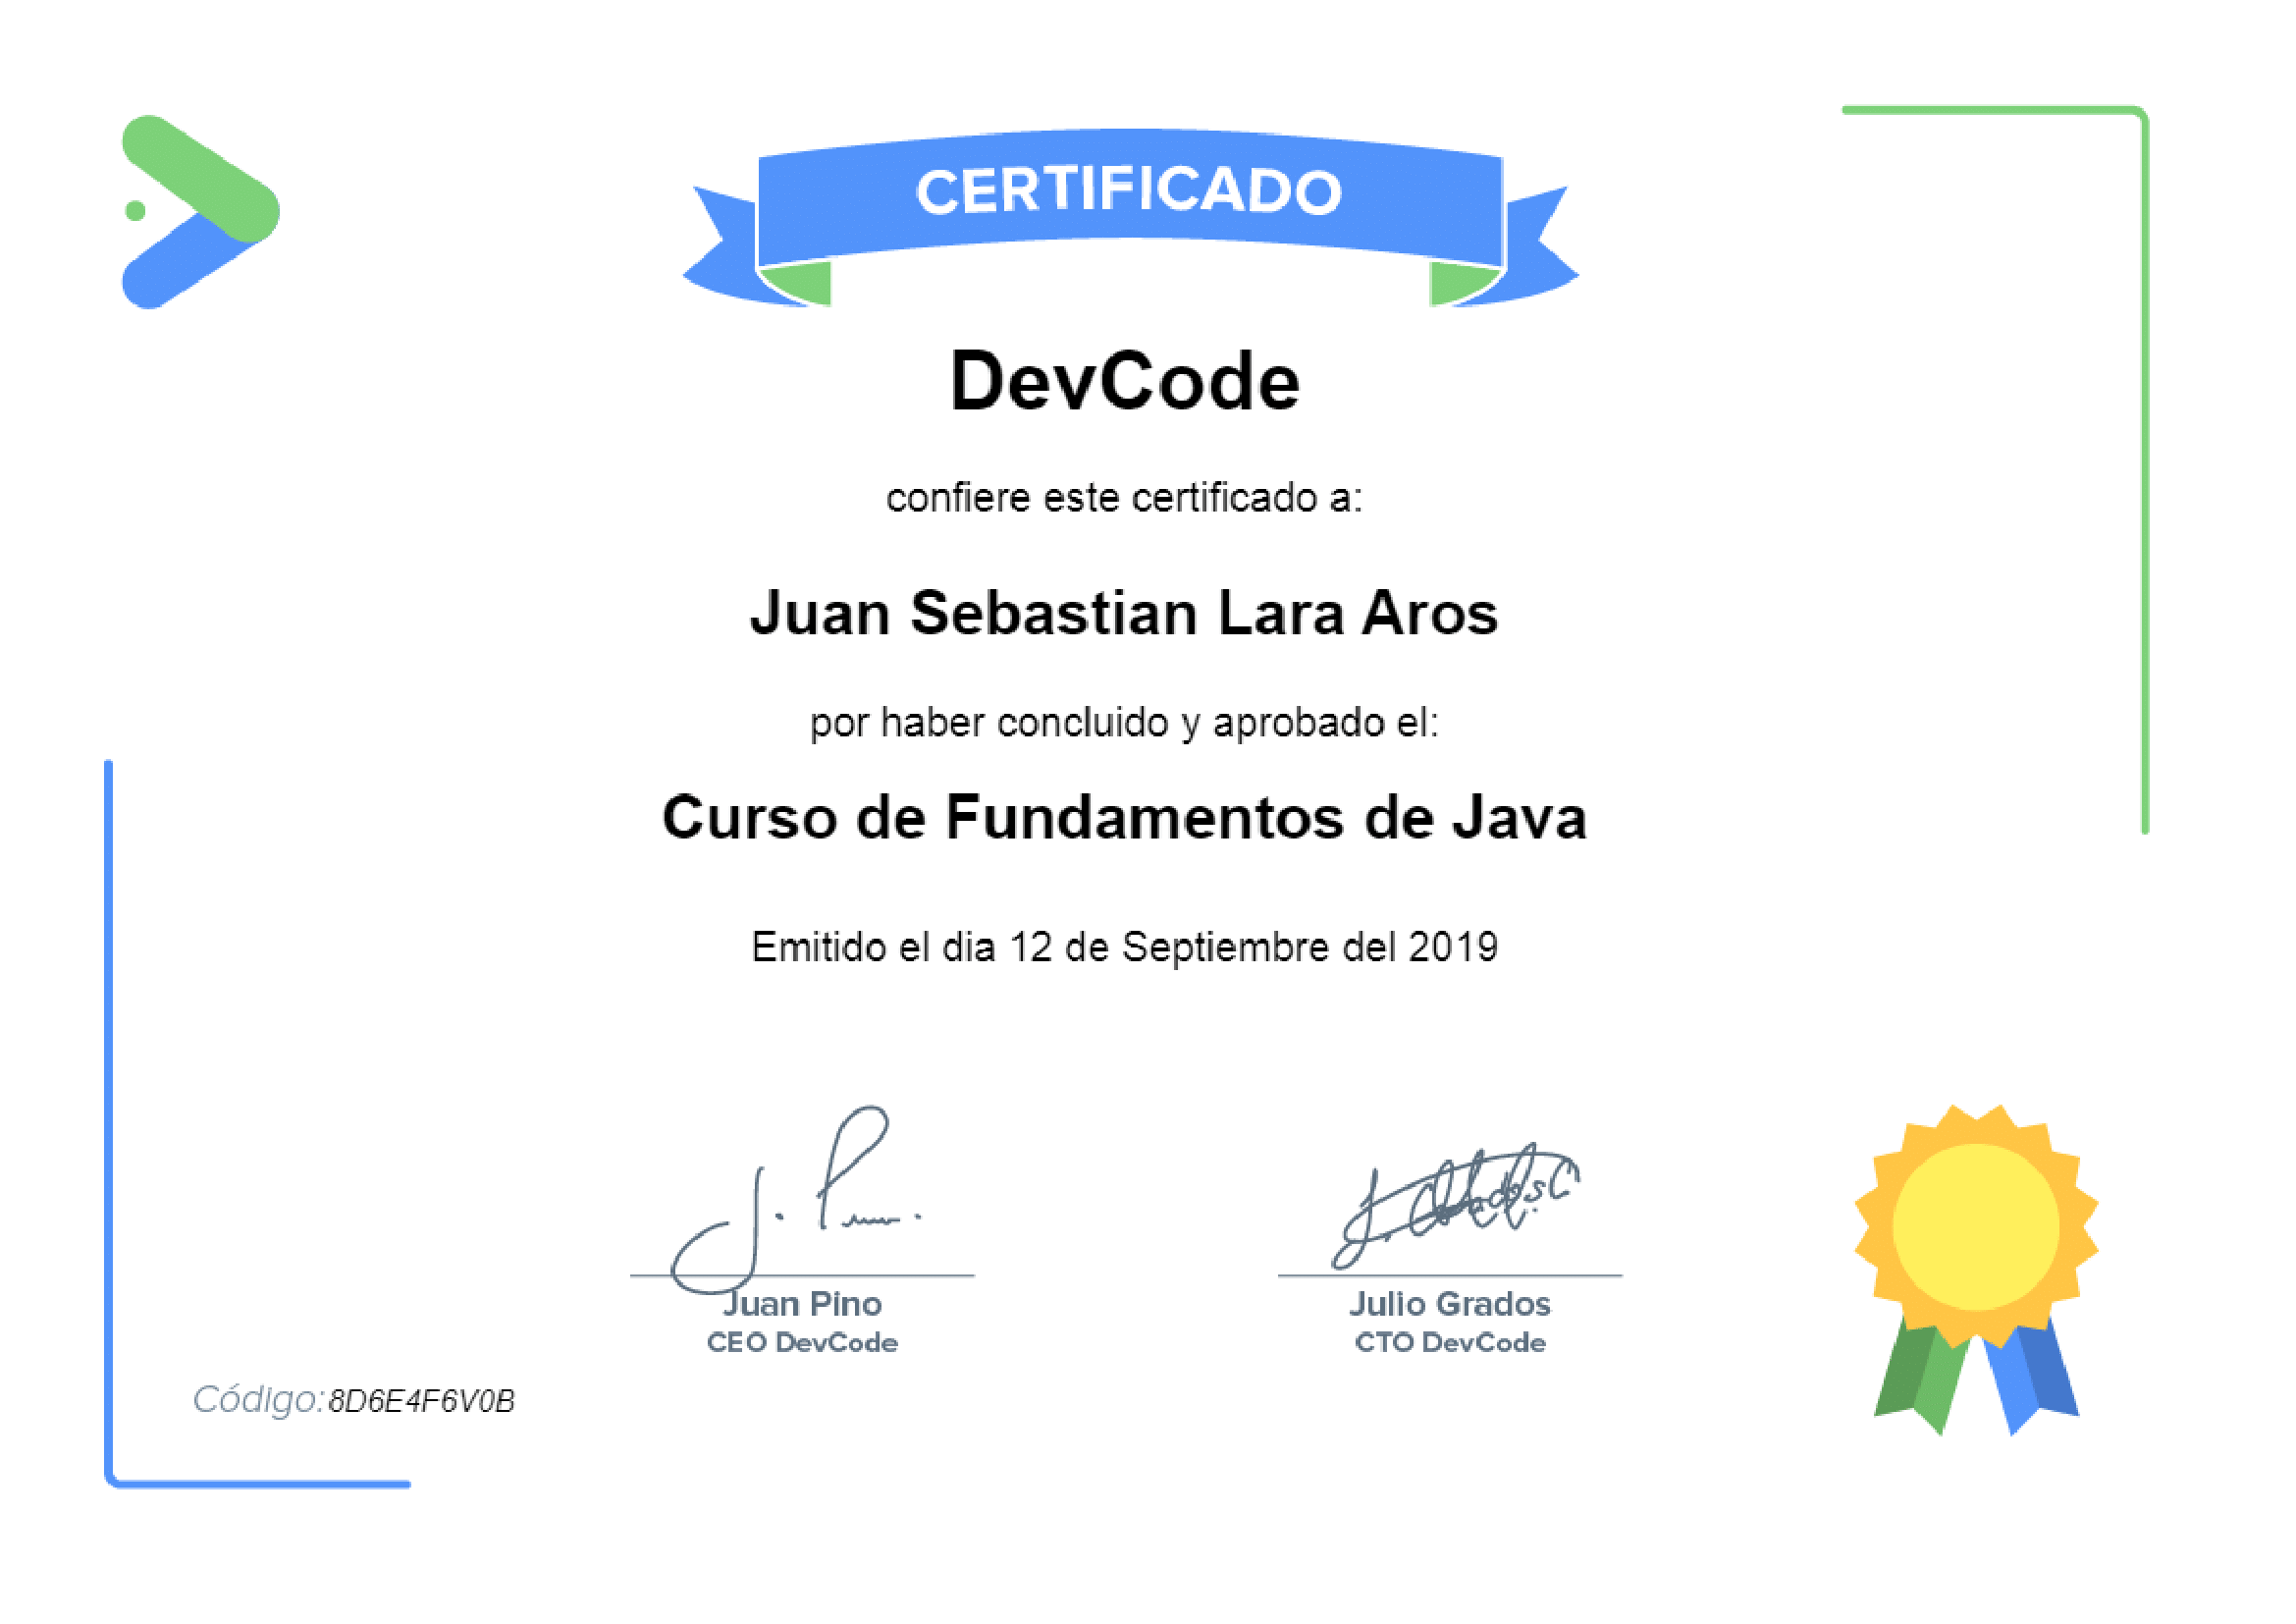 CERTIFICADO
DevCode
confiere este certificado a:
Juan Sebastian Lara Aros
por haber concluido y aprobado el:
Curso de Fundamentos de Java
Emitido el dia 12 de Septiembre del 2019
Juan Pino
CEO DevCode
Julio Grados
CTO DevCode
Código: 8D6E4F6V0B